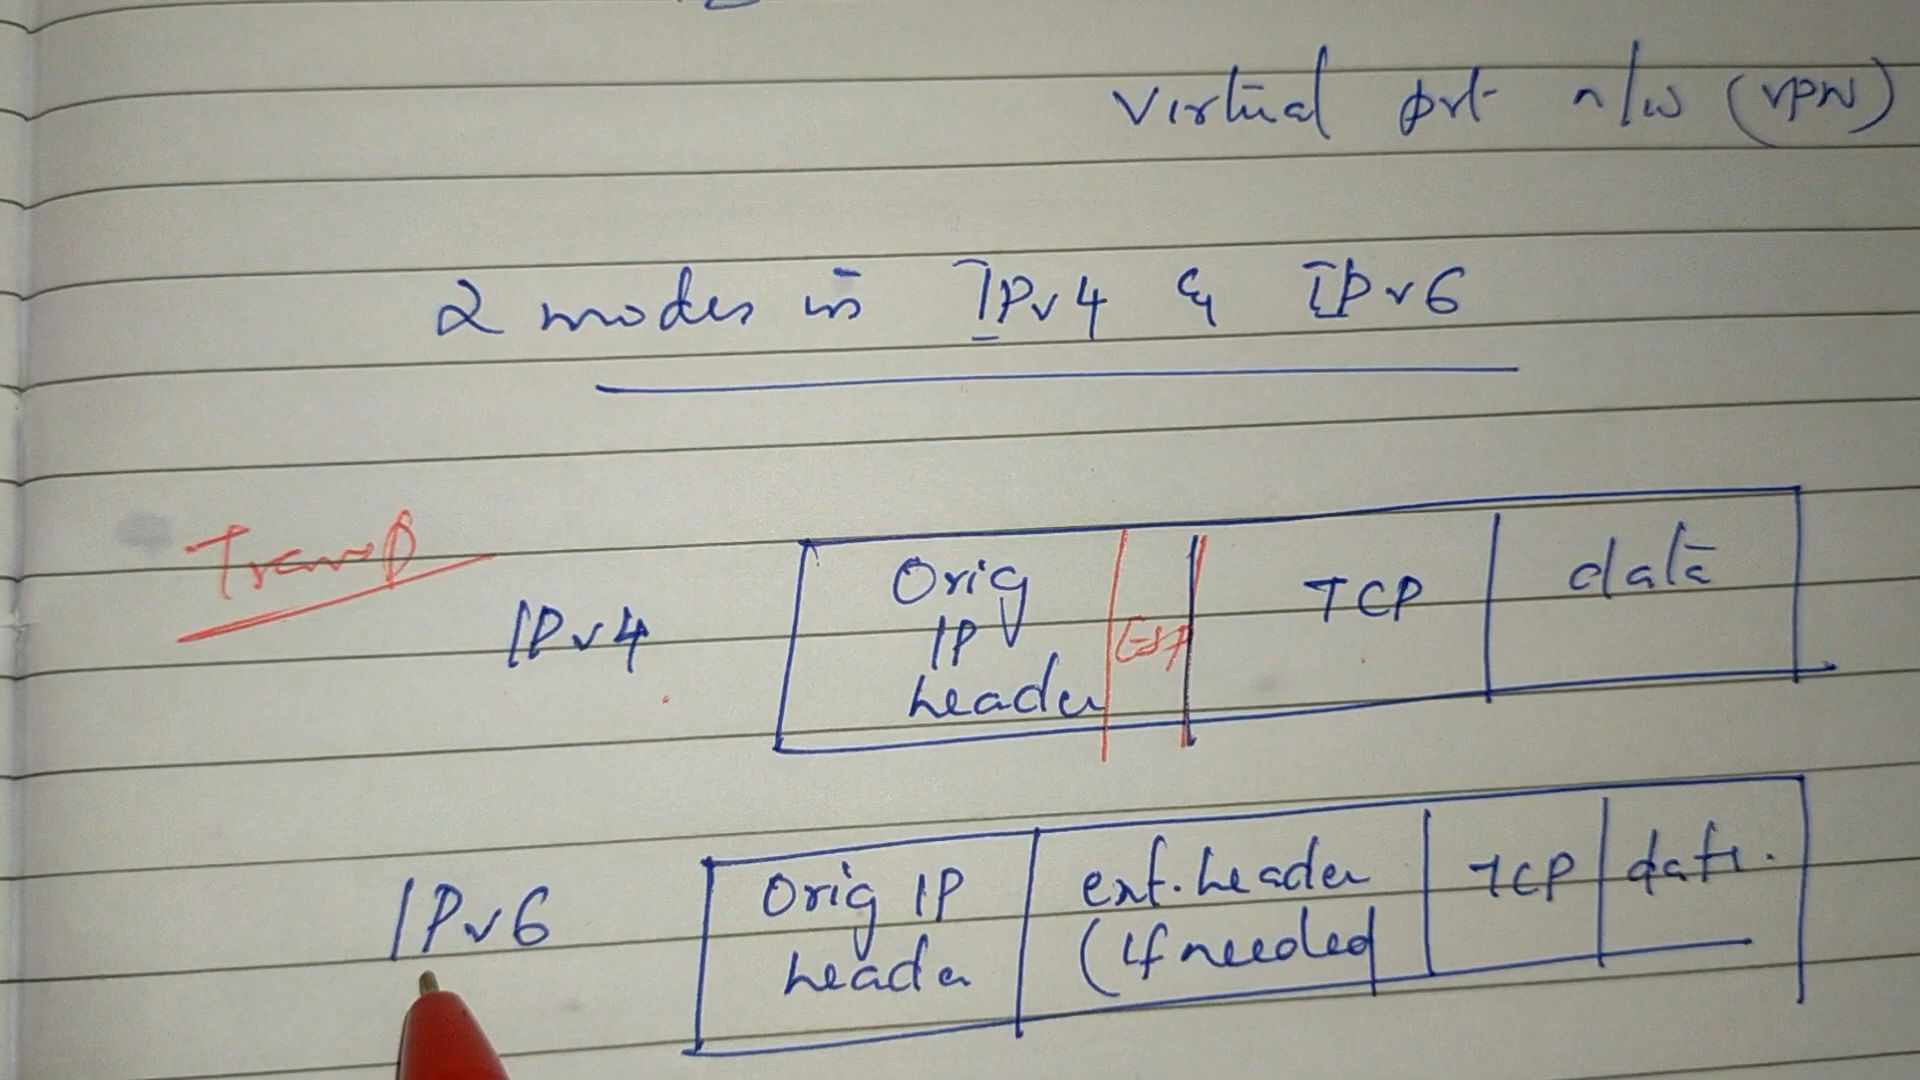 Virtual prt n/w (VPN)
2 modes in IPv4 & IPv6
Transp
IPv4
Orig
IP
header
ESP
TCP
data
IPv6
Orig IP
header
ext. header
(if needed
TCP
data.